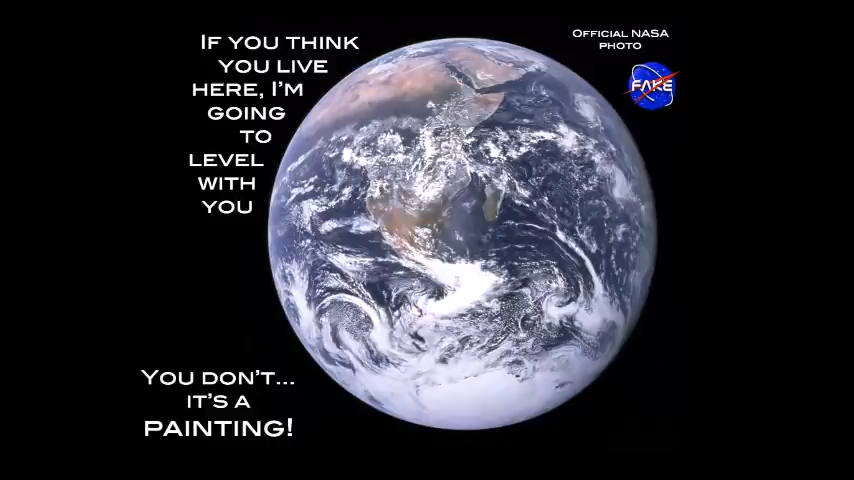 IF YOU THINK
YOU LIVE
HERE, I'M
GOING
TO
LEVEL
WITH
YOU
OFFICIAL NASA
PHOTO
FAKE
YOU DON'T...
IT'S A
PAINTING!